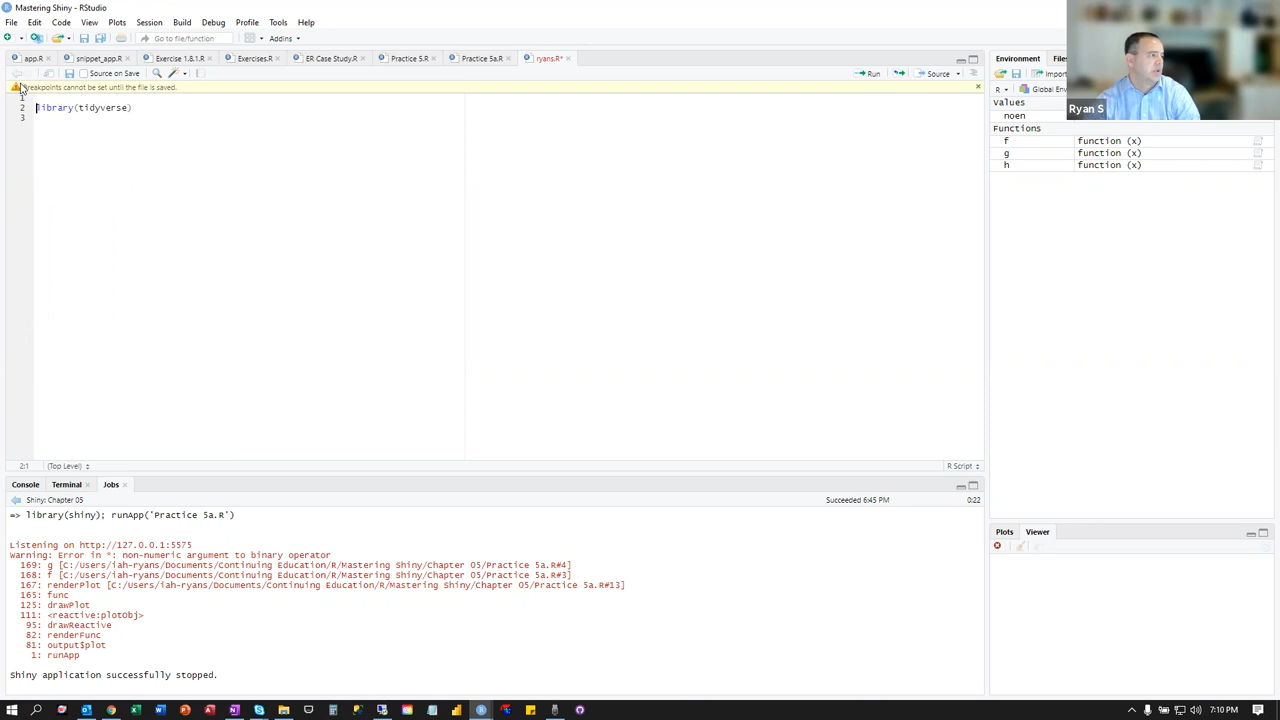 Mastering Shiny - RStudio
File Edit Code View Plots Session Build Debug Profile Tools Help
Go to file/function Addins
app.R snippet_app.R Exercise 1.8.1.R Exercises.R ER Case Study.R Practice 5.R Practice 5a.R ryans.R*
Source on Save Run Source
Breakpoints cannot be set until the file is saved.
1
2 library(tidyverse)
3
2:1 (Top Level) R Script
Console Terminal Jobs
Shiny: Chapter 05 Succeeded 6:45 PM 0:22
=> library(shiny); runApp('Practice 5a.R')
Listening on http://127.0.0.1:5575
Warning: Error in *: non-numeric argument to binary operator
169: g [C:/Users/iah-ryans/Documents/Continuing Education/R/Mastering Shiny/Chapter 05/Practice 5a.R#4]
168: f [C:/Users/iah-ryans/Documents/Continuing Education/R/Mastering Shiny/Chapter 05/Practice 5a.R#3]
167: renderPlot [C:/Users/iah-ryans/Documents/Continuing Education/R/Mastering Shiny/Chapter 05/Practice 5a.R#13]
165: func
125: drawPlot
111: <reactive:plotObj>
95: drawReactive
82: renderFunc
81: output$plot
1: runApp
Shiny application successfully stopped.
Environment Files
Import
R Global Env
Values
noen
Functions
f function (x)
g function (x)
h function (x)
Plots Viewer
Ryan S
7:10 PM